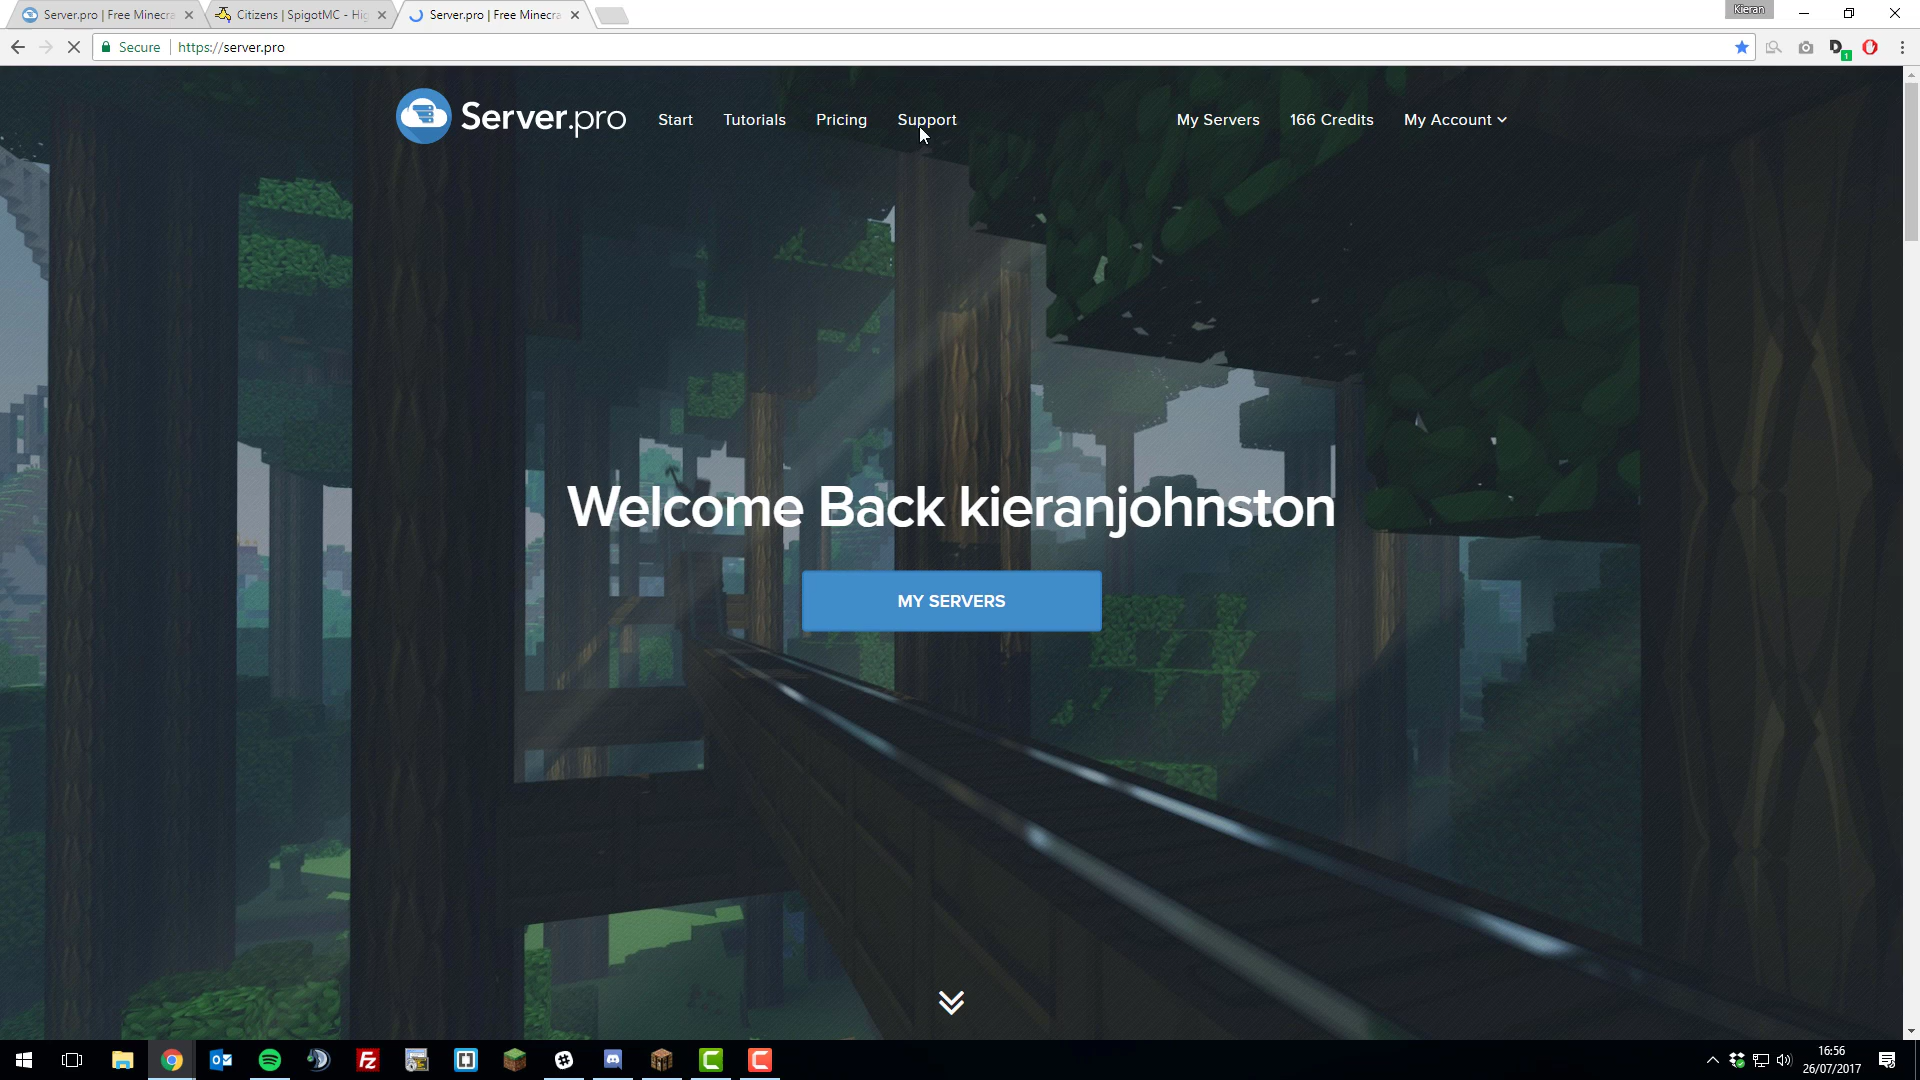 Server.pro | Free Minecra
Citizens | SpigotMC - Hig
Server.pro | Free Minecra
Kieran
Secure
https://server.pro
Server.pro
Start
Tutorials
Pricing
Support
My Servers
166 Credits
My Account
Welcome Back kieranjohnston
MY SERVERS
16:56
26/07/2017